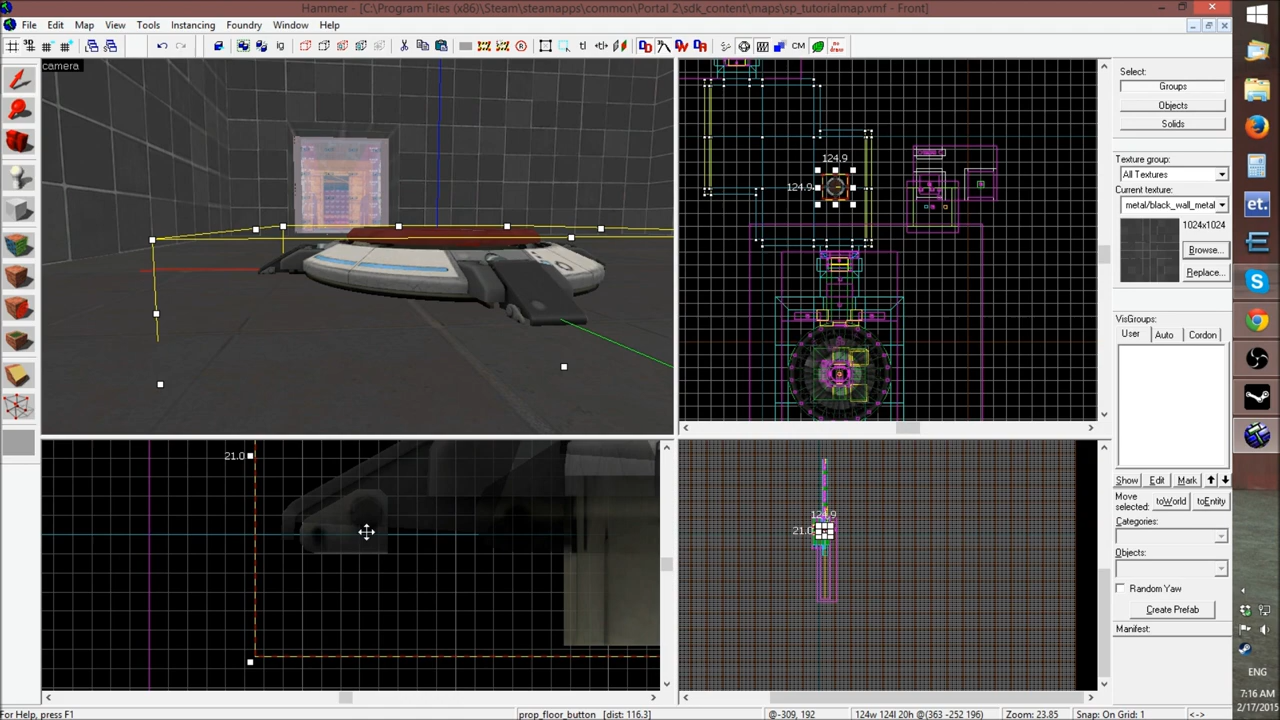 Hammer - [C:\Program Files (x86)\Steam\steamapps\common\Portal 2\sdk_content\maps\sp_tutorialmap.vmf - Front]
File Edit View Tools Instancing Foundry Window Help
CM
camera
124.9
124.9
21.0
124.9
21.0
Select:
Groups
Objects
Solids
Texture group:
All Textures
Current texture:
metal/black_wall_metal
1024x1024
Browse...
Replace...
VisGroups:
User Auto Cordon
Show Edit Mark
Move selected:
toWorld toEntity
Categories:
Objects:
Random Yaw
Create Prefab
Manifest:
et.
ENG
7:16 AM
2/17/2015
For Help, press F1
prop_floor_button [dist: 116.3]
@-309, 192
124w 124l 20h @(363 -252 196)
Zoom: 23.85
Snap: On Grid: 1
<->